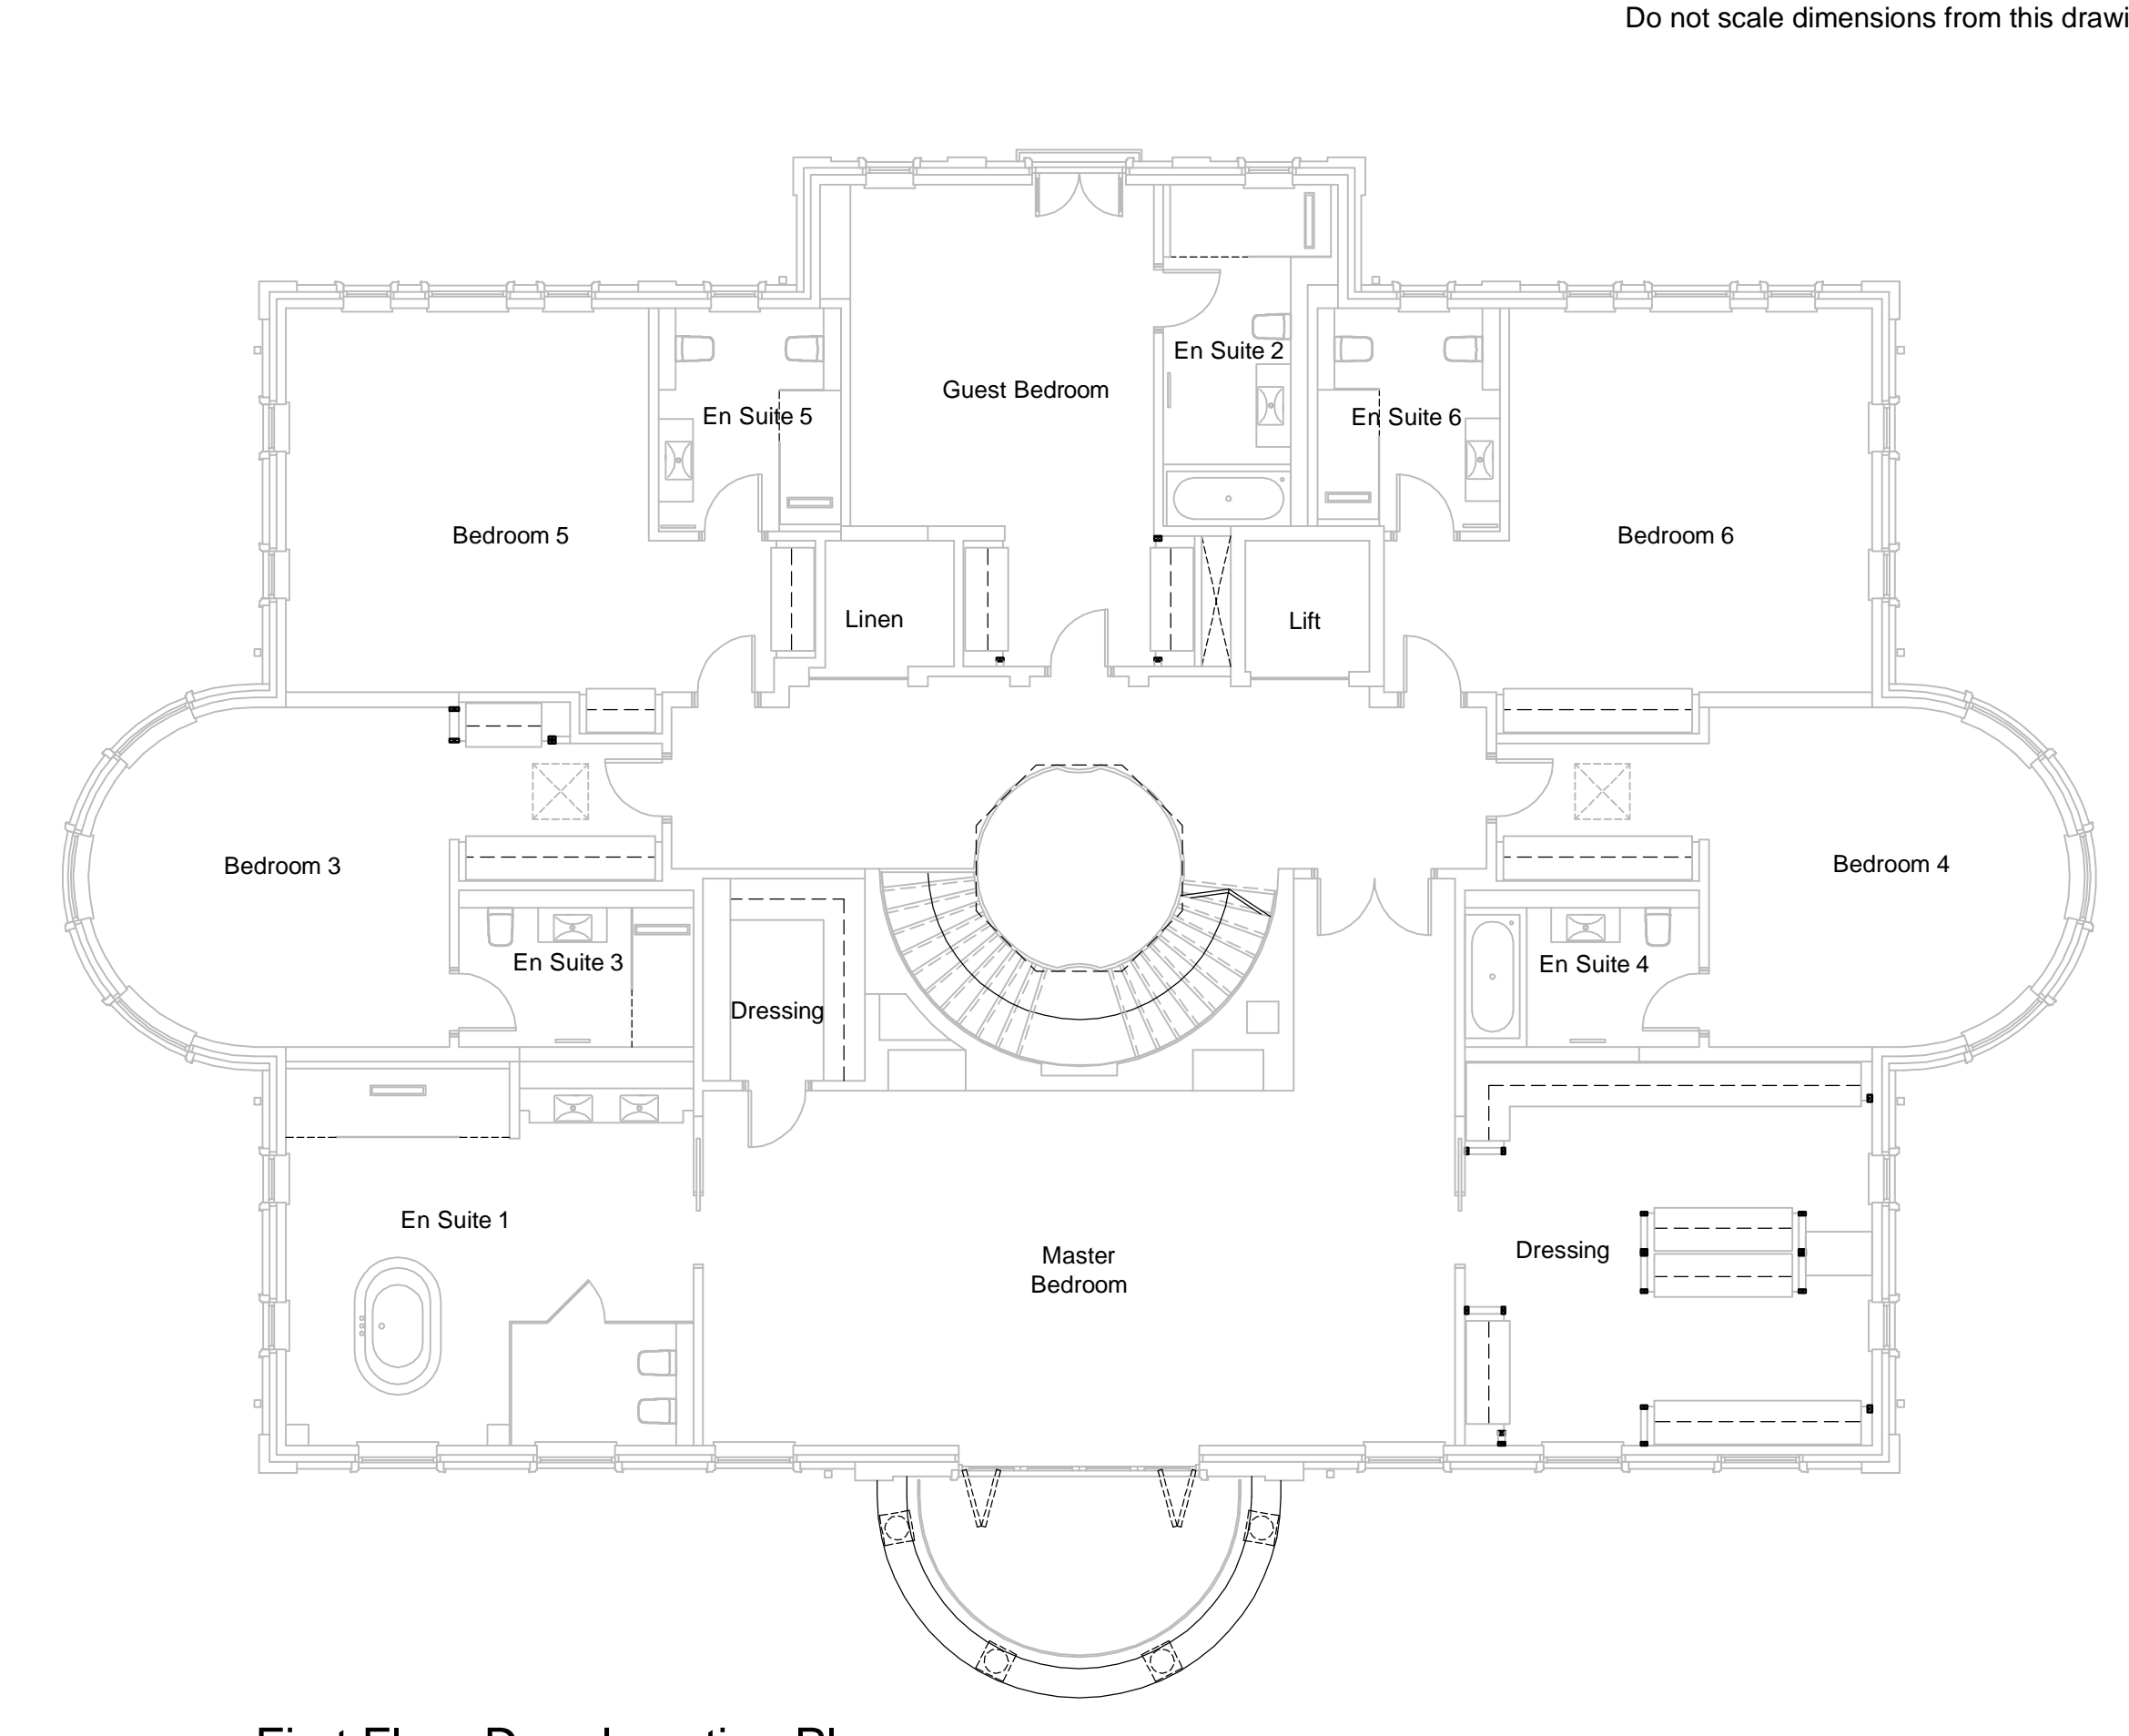 Do not scale dimensions from this drawi
En Suite 2
Guest Bedroom
En Suite 5
En Suite 6
Bedroom 5
Bedroom 6
Linen
Lift
Bedroom 3
Bedroom 4
En Suite 3
En Suite 4
Dressing
En Suite 1
Master
Bedroom
Dressing
First Floor